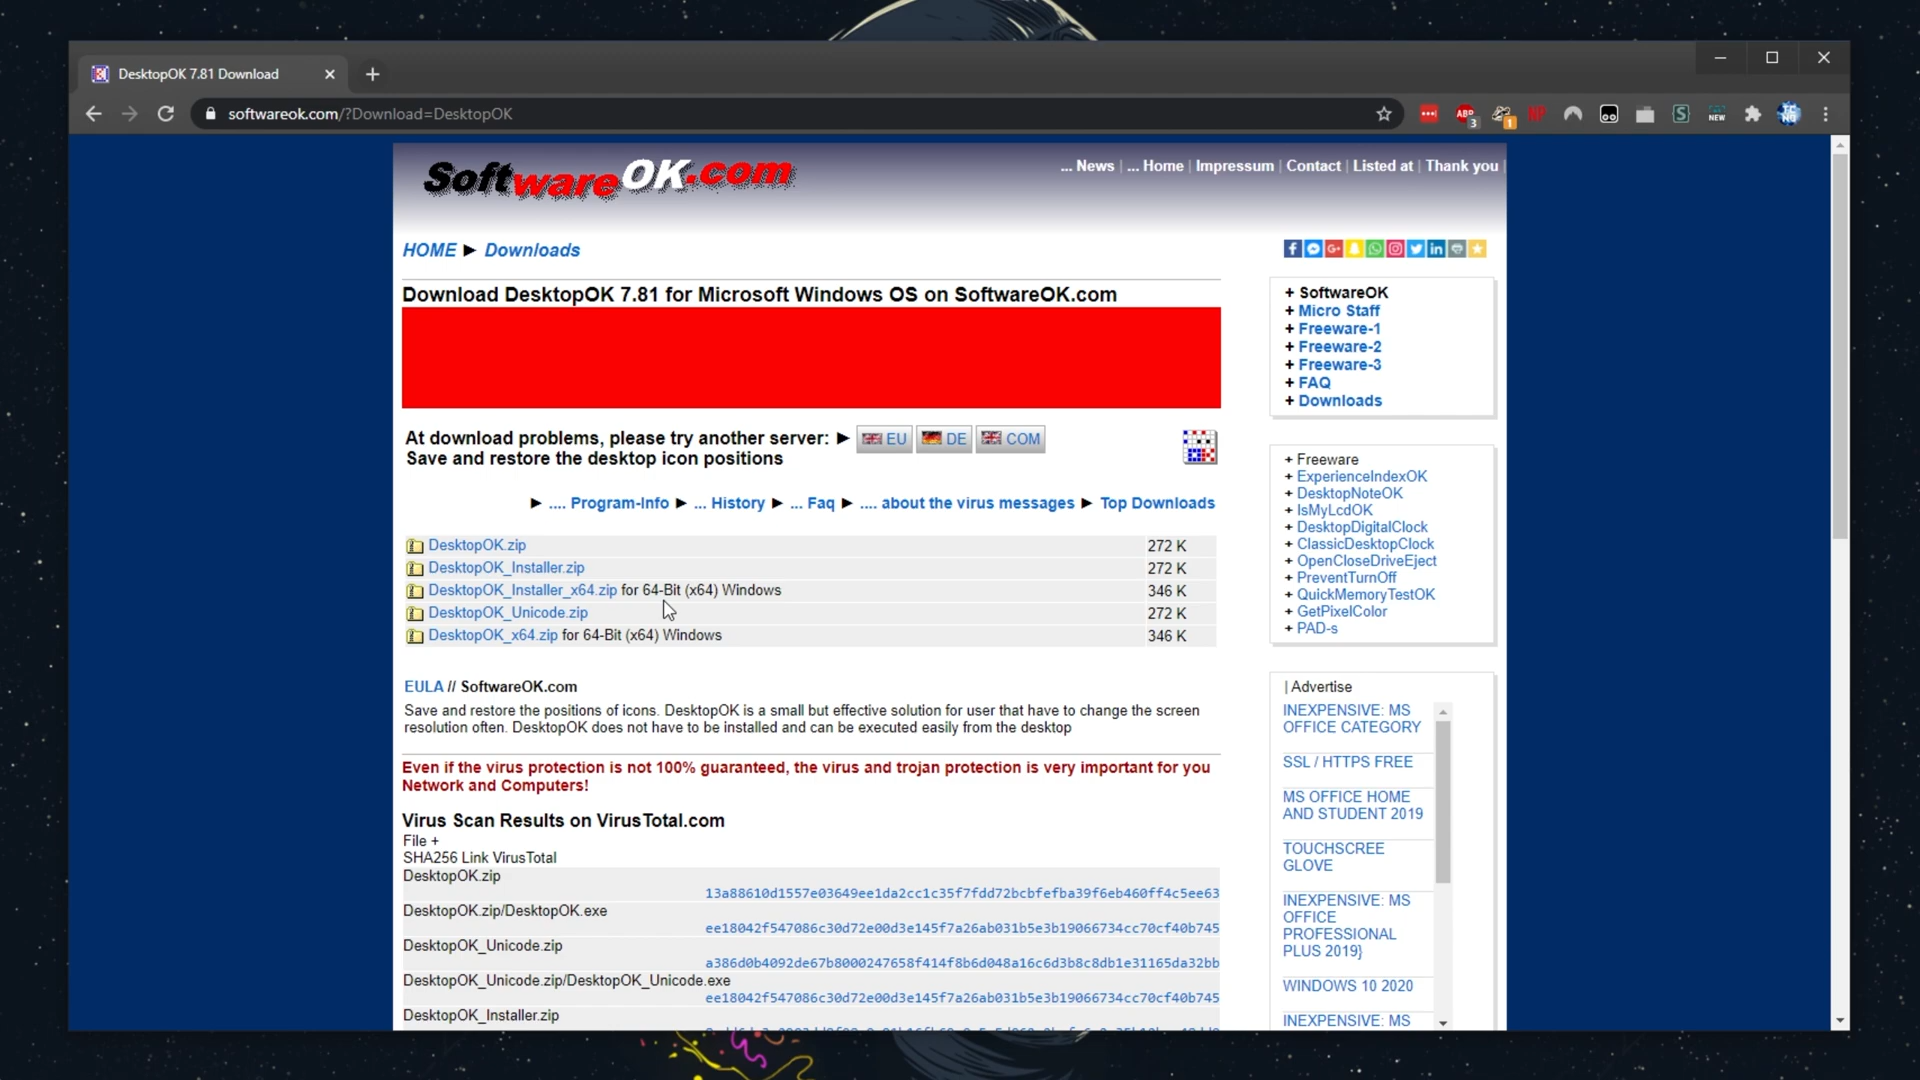 DesktopOK 7.81 Download
softwareok.com/?Download=DesktopOK
ABP
3
1
NEW
SoftwareOK.com
... News | ... Home | Impressum | Contact | Listed at | Thank you |
HOME ► Downloads
Download DesktopOK 7.81 for Microsoft Windows OS on SoftwareOK.com
At download problems, please try another server: ► EU DE COM
Save and restore the desktop icon positions
► .... Program-Info ► ... History ► ... Faq ► .... about the virus messages ► Top Downloads
DesktopOK.zip 272 K
DesktopOK_Installer.zip 272 K
DesktopOK_Installer_x64.zip for 64-Bit (x64) Windows 346 K
DesktopOK_Unicode.zip 272 K
DesktopOK_x64.zip for 64-Bit (x64) Windows 346 K
EULA // SoftwareOK.com
Save and restore the positions of icons. DesktopOK is a small but effective solution for user that have to change the screen
resolution often. DesktopOK does not have to be installed and can be executed easily from the desktop
Even if the virus protection is not 100% guaranteed, the virus and trojan protection is very important for you
Network and Computers!
Virus Scan Results on VirusTotal.com
File +
SHA256 Link VirusTotal
DesktopOK.zip
13a88610d1557e03649ee1da2cc1c35f7fdd72bcbfefba39f6eb460ff4c5ee63
DesktopOK.zip/DesktopOK.exe
ee18042f547086c30d72e00d3e145f7a26ab031b5e3b19066734cc70cf40b745
DesktopOK_Unicode.zip
a386d0b4092de67b8000247658f414f8b6d048a16c6d3b8c8db1e31165da32bb
DesktopOK_Unicode.zip/DesktopOK_Unicode.exe
ee18042f547086c30d72e00d3e145f7a26ab031b5e3b19066734cc70cf40b745
DesktopOK_Installer.zip
+ SoftwareOK
+ Micro Staff
+ Freeware-1
+ Freeware-2
+ Freeware-3
+ FAQ
+ Downloads
+ Freeware
+ ExperienceIndexOK
+ DesktopNoteOK
+ IsMyLcdOK
+ DesktopDigitalClock
+ ClassicDesktopClock
+ OpenCloseDriveEject
+ PreventTurnOff
+ QuickMemoryTestOK
+ GetPixelColor
+ PAD-s
| Advertise
INEXPENSIVE: MS
OFFICE CATEGORY
SSL / HTTPS FREE
MS OFFICE HOME
AND STUDENT 2019
TOUCHSCREE
GLOVE
INEXPENSIVE: MS
OFFICE
PROFESSIONAL
PLUS 2019}
WINDOWS 10 2020
INEXPENSIVE: MS